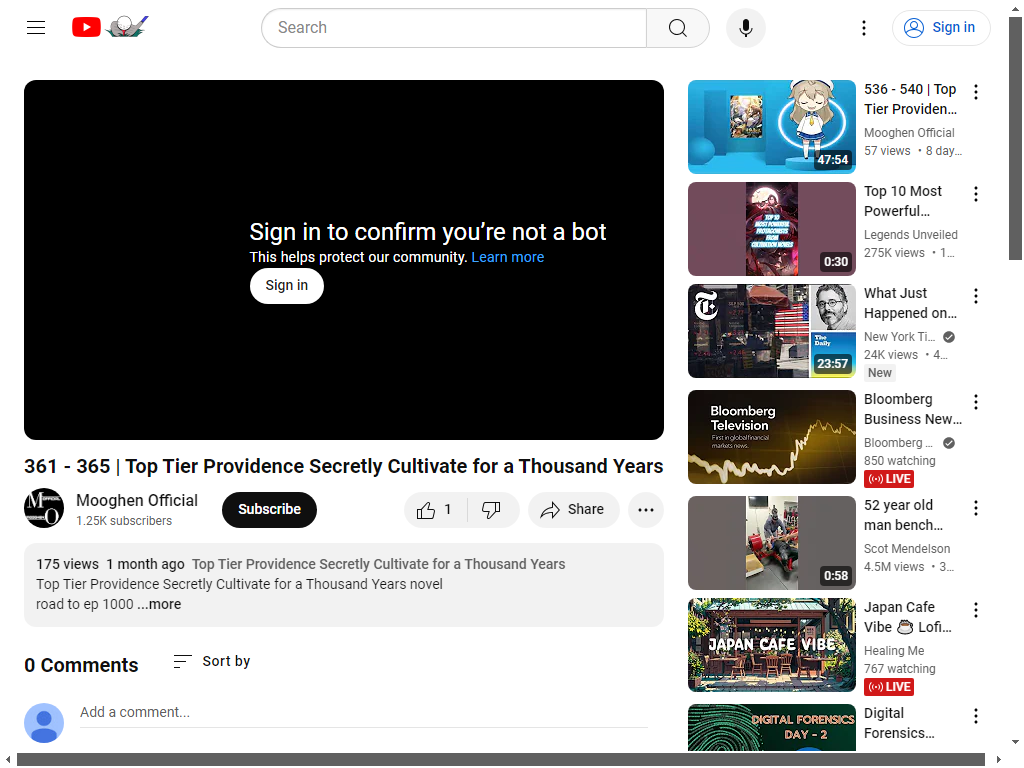 Search
Sign in
Sign in to confirm you’re not a bot
This helps protect our community. Learn more
Sign in
361 - 365 | Top Tier Providence Secretly Cultivate for a Thousand Years
Mooghen Official
1.25K subscribers
Subscribe
1
Share
175 views 1 month ago Top Tier Providence Secretly Cultivate for a Thousand Years
Top Tier Providence Secretly Cultivate for a Thousand Years novel
road to ep 1000 ...more
0 Comments
Sort by
Add a comment...
47:54
536 - 540 | Top
Tier Providen...
Mooghen Official
57 views • 8 day...
TOP 10
MOST POWERFUL
PROTAGONISTS
FROM
CULTIVATION NOVELS
0:30
Top 10 Most
Powerful...
Legends Unveiled
275K views • 1...
The
Daily
23:57
What Just
Happened on...
New York Ti...
24K views • 4...
New
Bloomberg
Television
First in global financial
markets news.
Bloomberg
Business New...
Bloomberg ...
850 watching
LIVE
0:58
52 year old
man bench...
Scot Mendelson
4.5M views • 3...
JAPAN CAFE VIBE
Japan Cafe
Vibe ☕ Lofi...
Healing Me
767 watching
LIVE
DIGITAL FORENSICS
DAY - 2
Digital
Forensics...